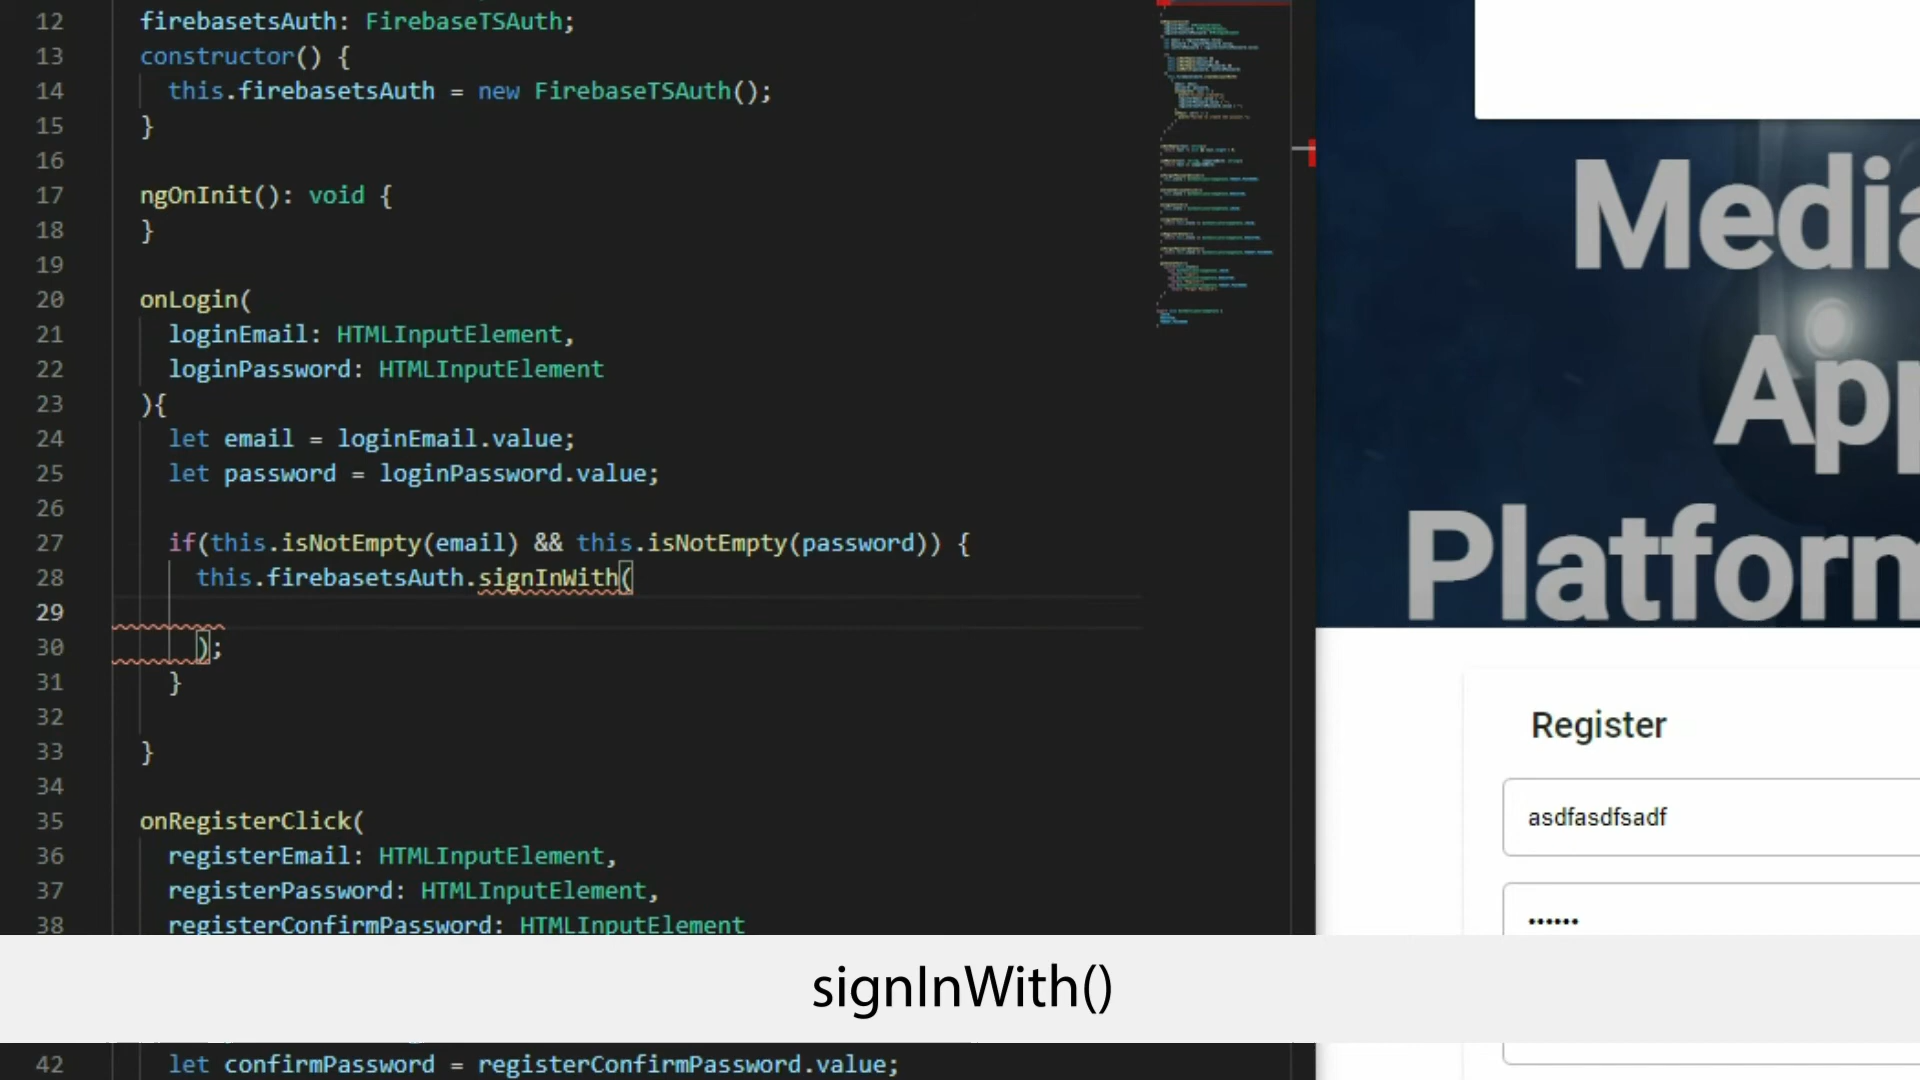 12 firebasetsAuth: FirebaseTSAuth;
13 constructor() {
14 this.firebasetsAuth = new FirebaseTSAuth();
15 }
16
17 ngOnInit(): void {
18 }
19
20 onLogin(
21 loginEmail: HTMLInputElement,
22 loginPassword: HTMLInputElement
23 ){
24 let email = loginEmail.value;
25 let password = loginPassword.value;
26
27 if(this.isNotEmpty(email) && this.isNotEmpty(password)) {
28 this.firebasetsAuth.signInWith(
29
30 );
31 }
32
33 }
34
35 onRegisterClick(
36 registerEmail: HTMLInputElement,
37 registerPassword: HTMLInputElement,
38 registerConfirmPassword: HTMLInputElement
signInWith()
42 let confirmPassword = registerConfirmPassword.value;
Media
App
Platform
Register
asdfasdfsadf
••••••